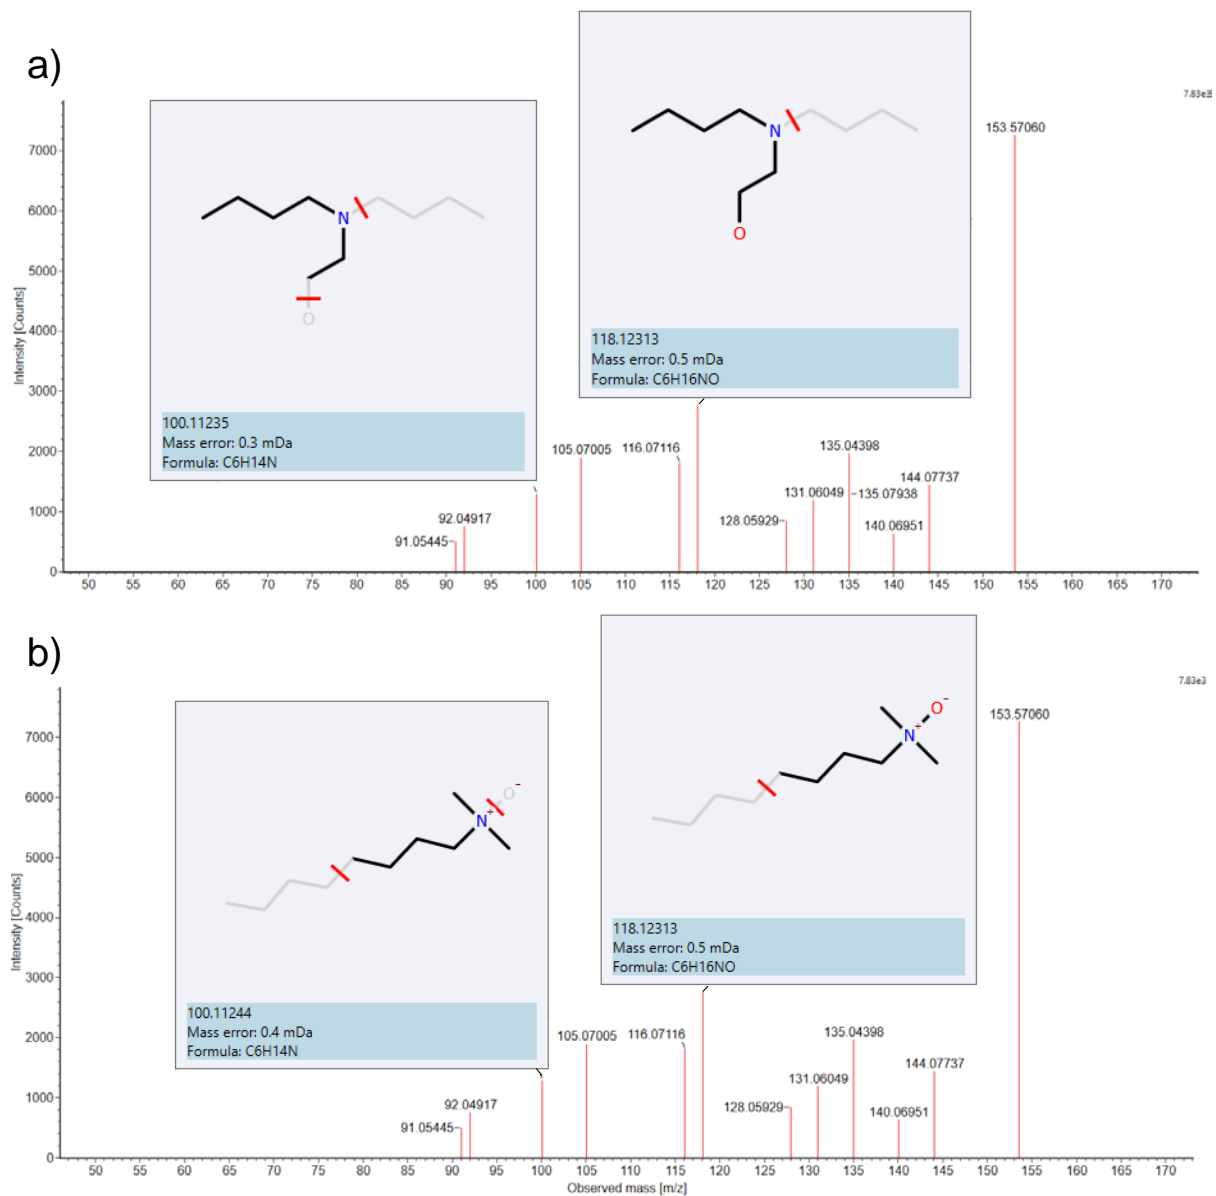 a)
7.83e
153.57060
N
N
O
O
118.12313
Mass error: 0.5 mDa
Formula: C6H16NO
100.11235
Mass error: 0.3 mDa
Formula: C6H14N
Intensity [Counts]
7000
6000
5000
4000
3000
2000
1000
0
105.07005
116.07116
135.04398
144.07737
131.06049
135.07938
92.04917
128.05929
140.06951
91.05445
50 55 60 65 70 75 80 85 90 95 100 105 110 115 120 125 130 135 140 145 150 155 160 165 170
b)
7.83e3
153.57060
O-
N+
O-
N+
118.12313
Mass error: 0.5 mDa
Formula: C6H16NO
100.11244
Mass error: 0.4 mDa
Formula: C6H14N
Intensity [Counts]
7000
6000
5000
4000
3000
2000
1000
0
105.07005
116.07116
135.04398
144.07737
131.06049
92.04917
128.05929
140.06951
91.05445
50 55 60 65 70 75 80 85 90 95 100 105 110 115 120 125 130 135 140 145 150 155 160 165 170
Observed mass [m/z]